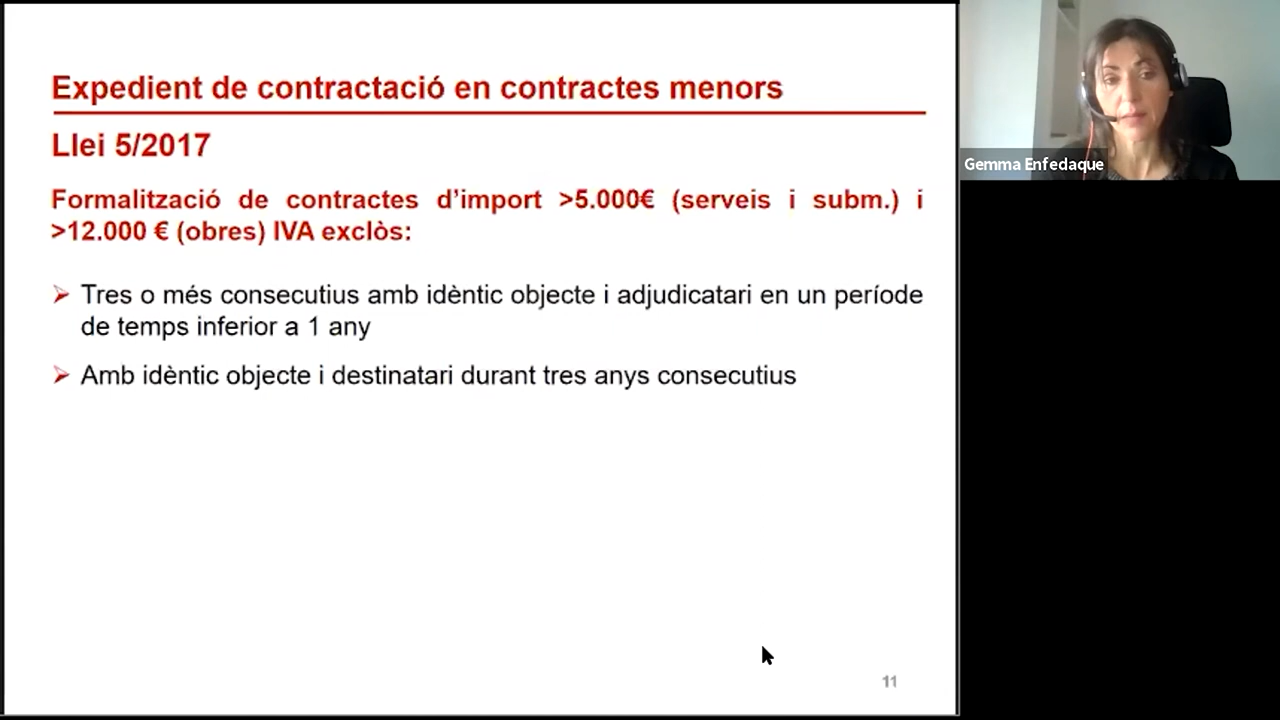 Expedient de contractació en contractes menors
Llei 5/2017
Formalització de contractes d’import >5.000€ (serveis i subm.) i
>12.000 € (obres) IVA exclòs:
Tres o més consecutius amb idèntic objecte i adjudicatari en un període
de temps inferior a 1 any
Amb idèntic objecte i destinatari durant tres anys consecutius
11
Gemma Enfedaque